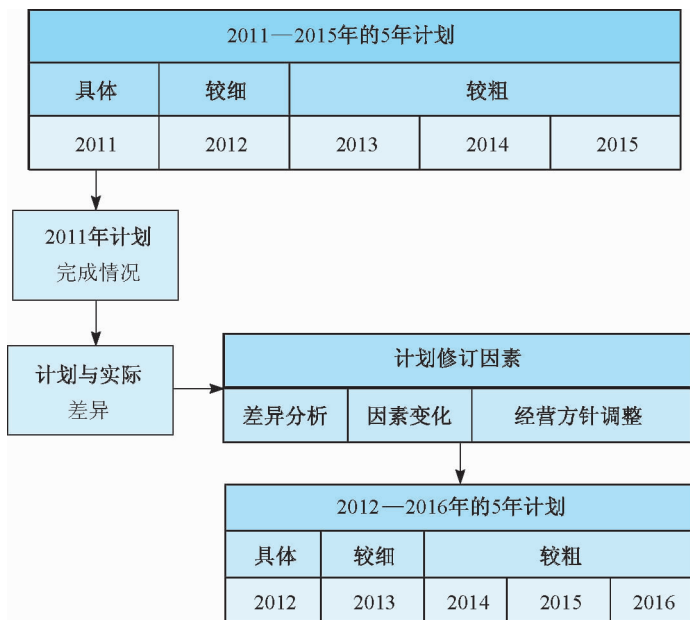 2011—2015年的5年计划
具体 较细 较粗
2011 2012 2013 2014 2015
2011年计划
完成情况
计划与实际
差异
计划修订因素
差异分析 因素变化 经营方针调整
2012—2016年的5年计划
具体 较细 较粗
2012 2013 2014 2015 2016